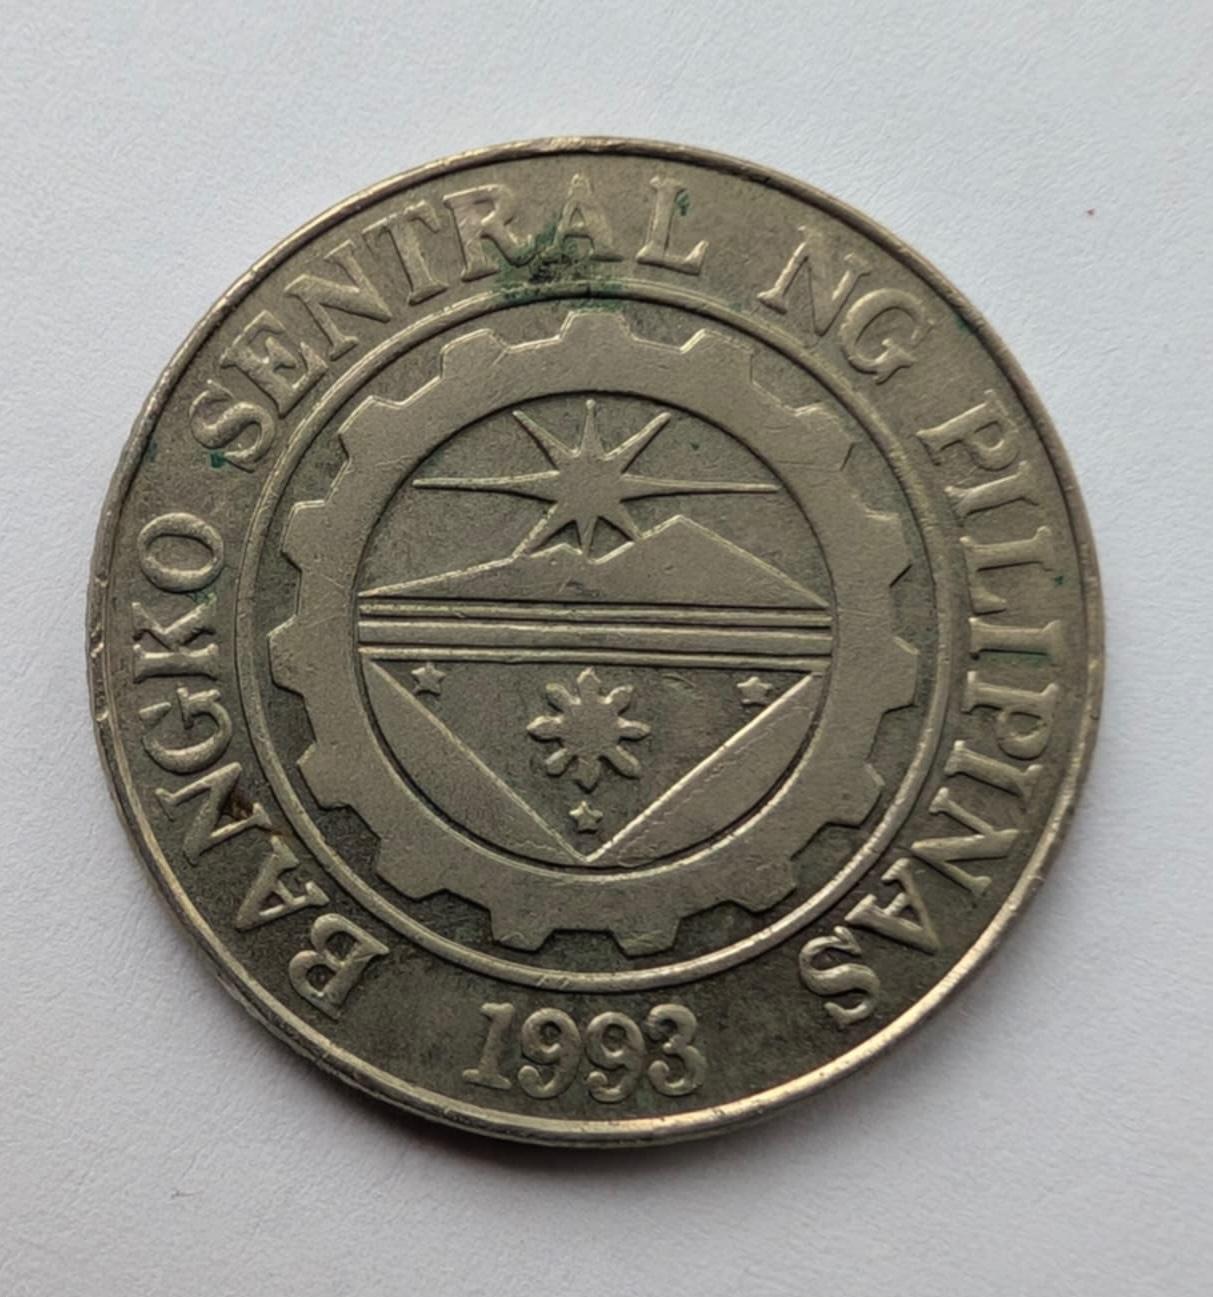 BANGKO SENTRAL NG PILIPINAS
1993